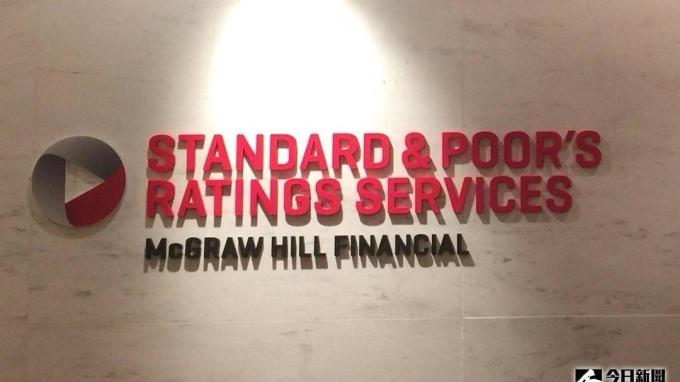 STANDARD & POOR'S
RATINGS SERVICES
McGRAW HILL FINANCIAL
今日新聞